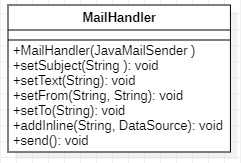 MailHandler
+MailHandler(JavaMailSender )
+setSubject(String ): void
+setText(String): void
+setFrom(String, String): void
+setTo(String): void
+addInline(String, DataSource): void
+send(): void